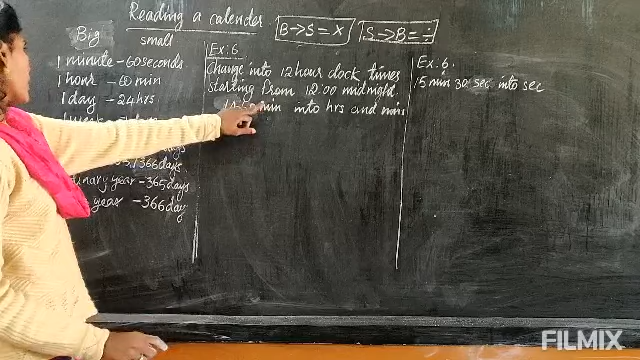 Reading a calender
B→S = x
S→B = ÷
Big
small
1 minute - 60 seconds
1 hour - 60 min
1 day - 24 hrs
1
366 days
year - 365 days
year - 366 day
Ex: 6.
Change into 12 hour clock times
starting from 12.00 midnight.
min into hrs and min
Ex: 6.
15 min 30 sec into sec
FILMIX